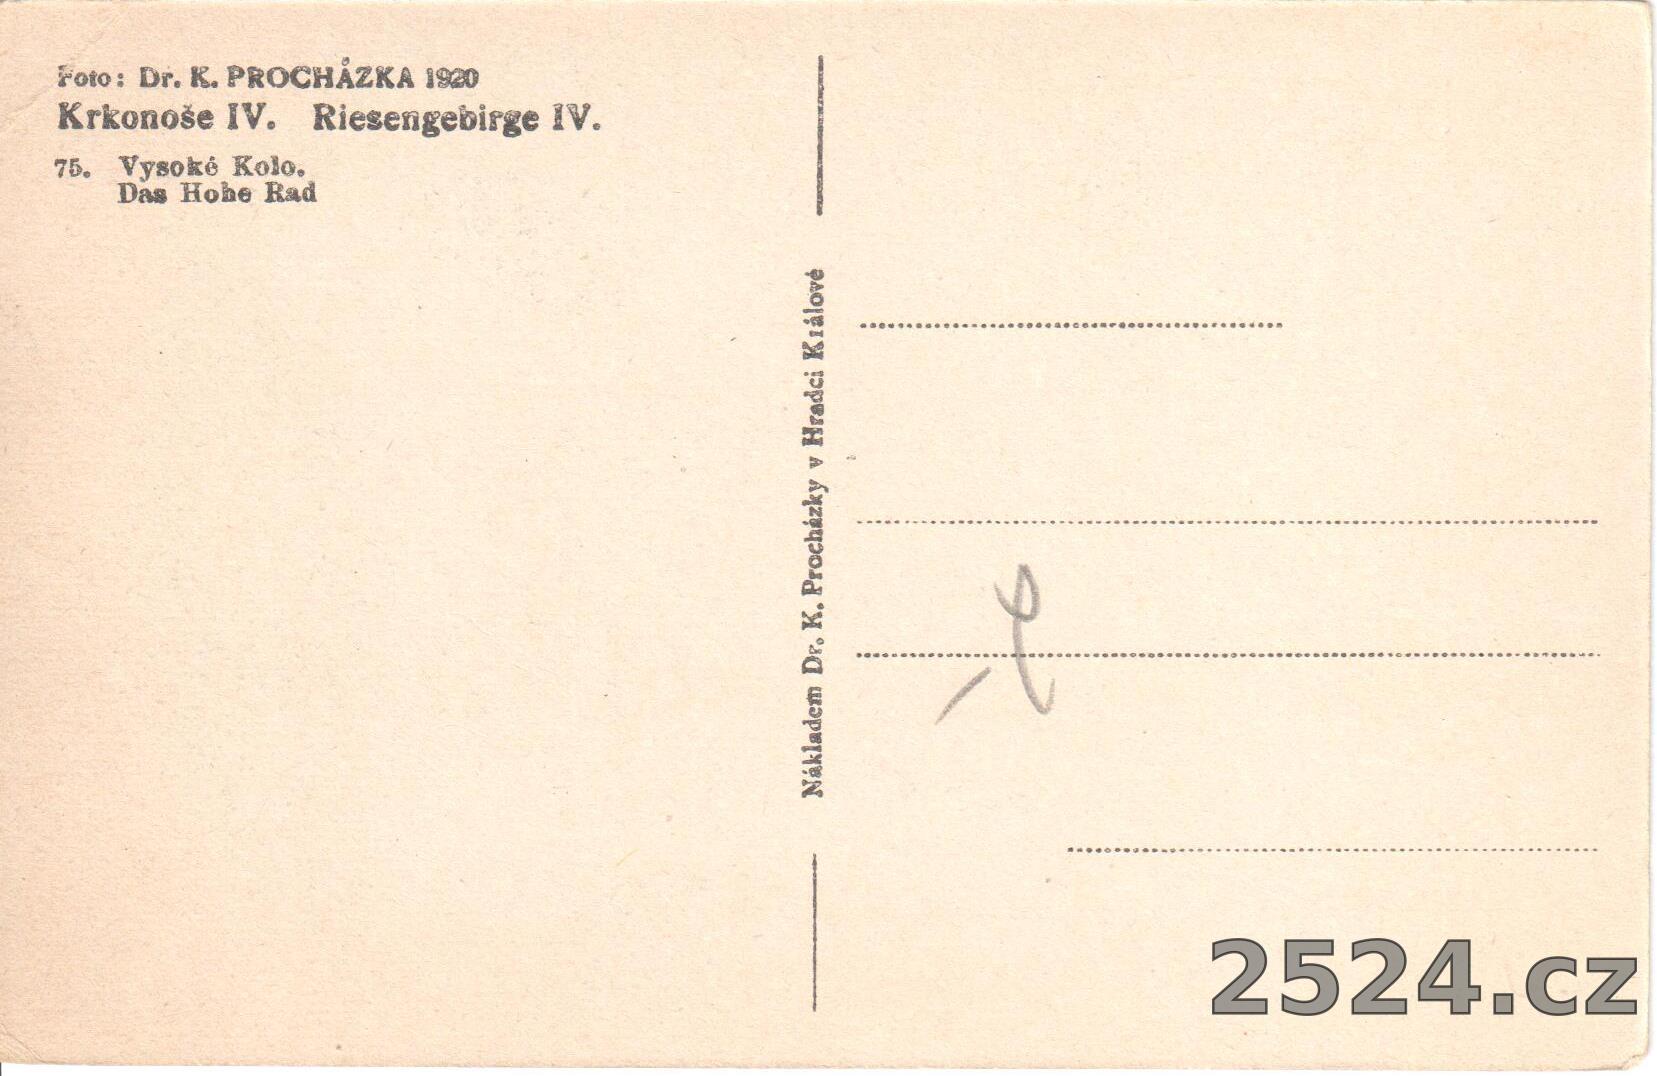 Foto: Dr. K. PROCHÁZKA 1920
Krkonoše IV. Riesengebirge IV.
75. Vysoké Kolo.
Das Hohe Rad
Nákladem Dr. K. Procházky v Hradci Králové
2524.cz